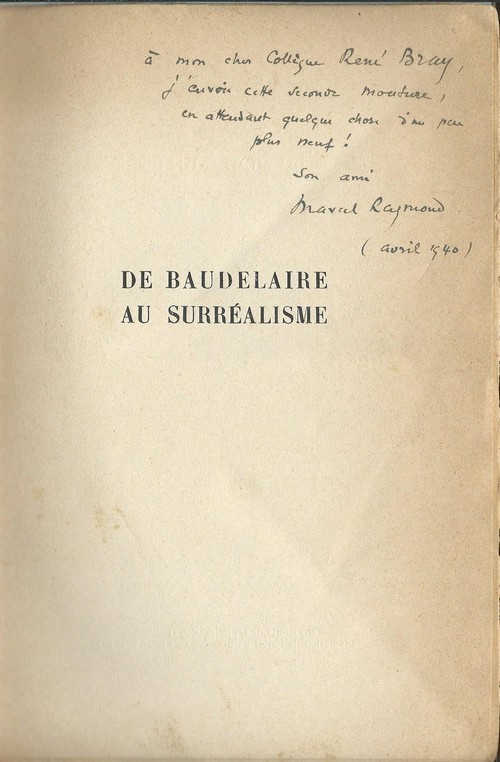 à mon cher Collègue René Bray,
j'envoie cette seconde mouture,
en attendant quelque chose d'un peu
plus neuf !
Son ami
Marcel Raymond
(avril 1940)
DE BAUDELAIRE
AU SURRÉALISME